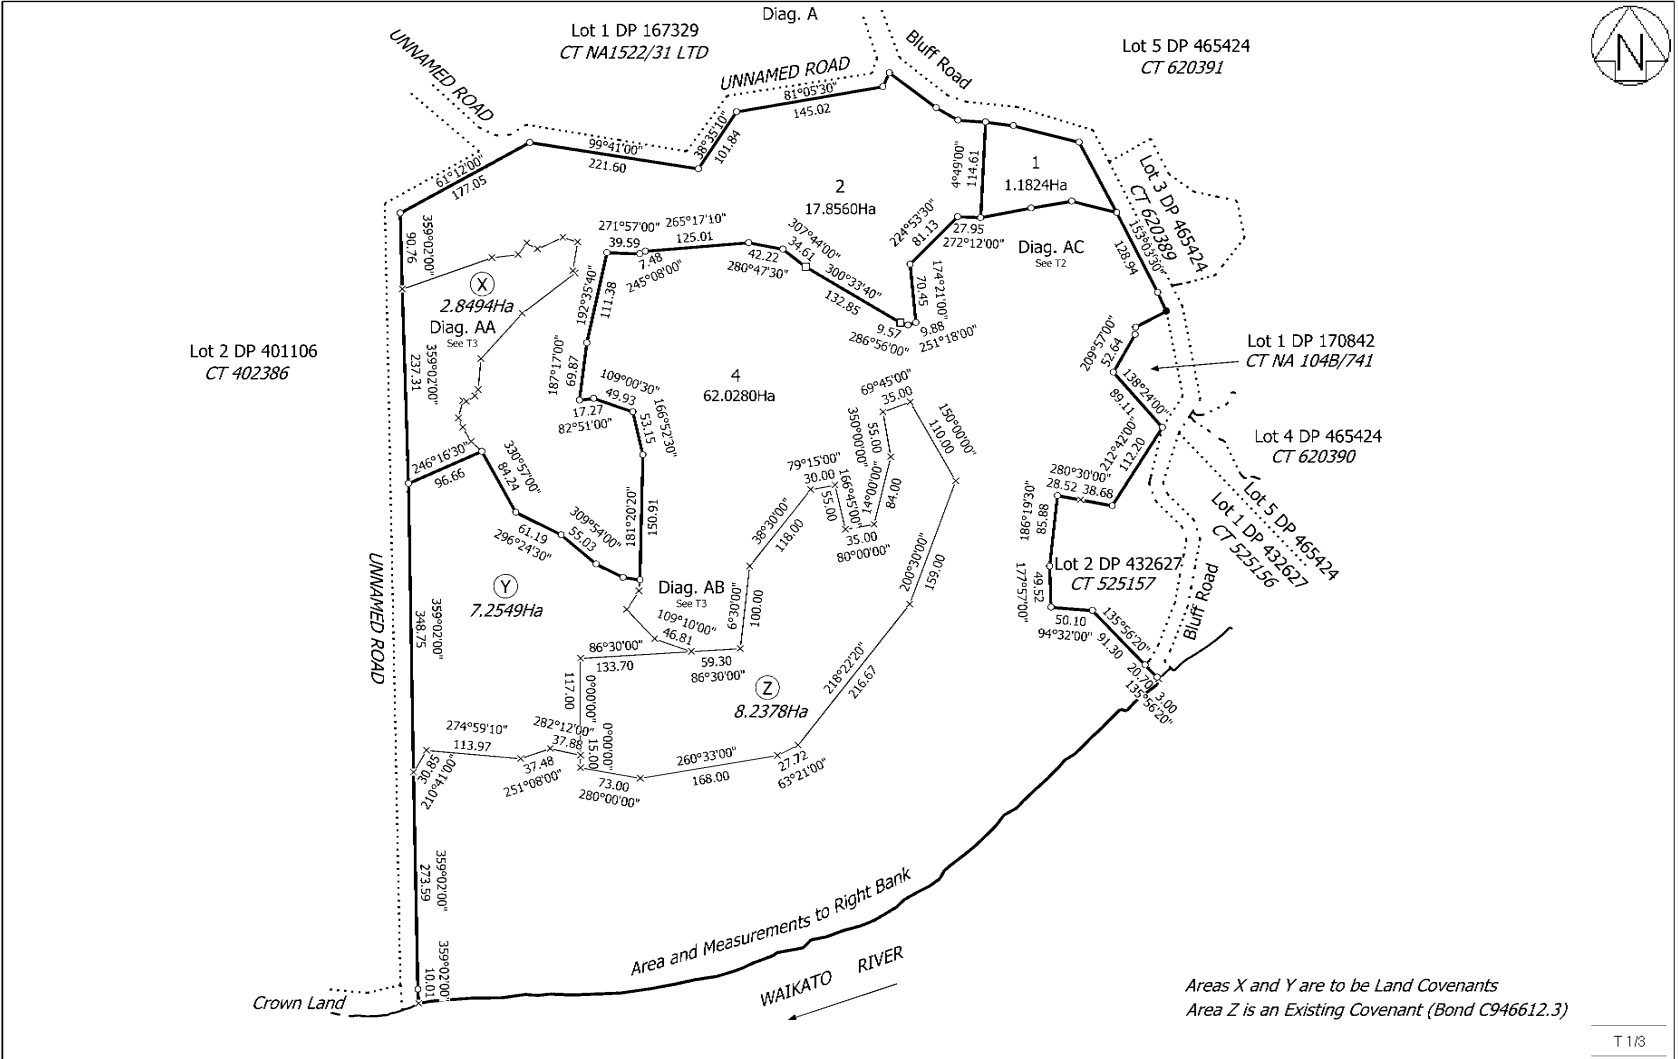 Diag. A
Lot 1 DP 167329
CT NA1522/31 LTD
UNNAMED ROAD
UNNAMED ROAD
Bluff Road
Lot 5 DP 465424
CT 620391
N
81°05'30"
145.02
38°35'10"
101.84
99°41'00"
221.60
61°12'00"
177.05
359°02'00"
90.76
4°49'00"
114.61
1
1.1824Ha
2
17.8560Ha
Lot 3 DP 465424
CT 620389
153°03'30"
128.94
224°53'30"
81.13
27.95
272°12'00"
Diag. AC
See T2
174°21'00"
70.45
9.88
251°18'00"
9.57
286°56'00"
300°33'40"
132.85
307°44'00"
34.61
42.22
280°47'30"
265°17'10"
125.01
271°57'00"
39.59
7.48
245°08'00"
192°35'40"
111.38
187°17'00"
69.87
X
2.8494Ha
Diag. AA
See T3
Lot 2 DP 401106
CT 402386
359°02'00"
237.31
4
62.0280Ha
109°00'30"
49.93
17.27
82°51'00"
166°52'30"
53.15
181°20'20"
150.91
246°16'30"
96.66
330°57'00"
84.24
61.19
296°24'30"
309°54'00"
55.03
69°45'00"
35.00
350°00'00"
55.00
150°00'00"
110.00
14°00'00"
84.00
79°15'00"
30.00
166°45'00"
55.00
35.00
80°00'00"
38°30'00"
118.00
200°30'00"
159.00
209°57'00"
52.64
138°24'00"
89.11
212°42'00"
112.20
280°30'00"
28.52
38.68
186°19'30"
85.88
177°57'00"
49.52
50.10
94°32'00"
135°56'20"
91.30
20.70
3.00
135°56'20"
Lot 1 DP 170842
CT NA 104B/741
Lot 4 DP 465424
CT 620390
Lot 5 DP 465424
Lot 1 DP 432627
CT 525156
Lot 2 DP 432627
CT 525157
Bluff Road
UNNAMED ROAD
Y
7.2549Ha
359°02'00"
348.75
Diag. AB
See T3
109°10'00"
46.81
6°30'00"
100.00
86°30'00"
133.70
59.30
86°30'00"
117.00
0°00'00"
Z
8.2378Ha
218°22'20"
216.67
274°59'10"
113.97
282°12'00"
37.88
0°00'00"
15.00
30.85
210°41'00"
37.48
251°08'00"
73.00
280°00'00"
260°33'00"
168.00
27.72
63°21'00"
359°02'00"
273.59
359°02'00"
10.01
Area and Measurements to Right Bank
WAIKATO RIVER
Crown Land
Areas X and Y are to be Land Covenants
Area Z is an Existing Covenant (Bond C946612.3)
T 1/3